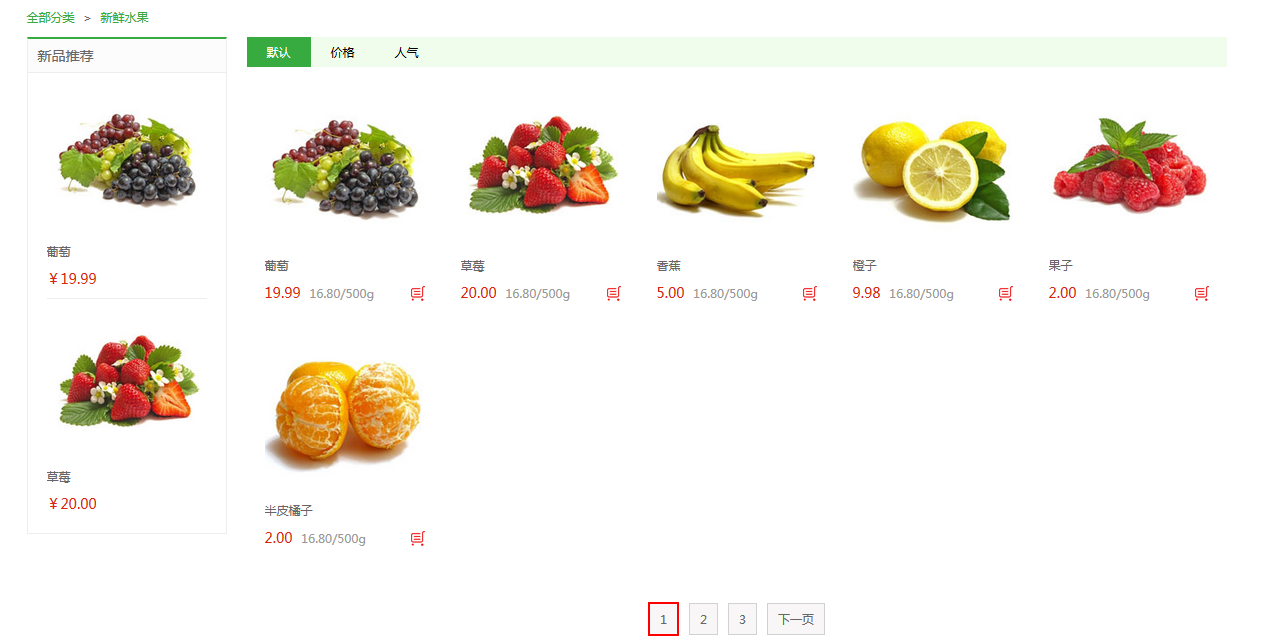 全部分类 > 新鲜水果
新品推荐
葡萄
￥19.99
草莓
￥20.00
默认 价格 人气
葡萄 草莓 香蕉 橙子 果子
19.99 16.80/500g 20.00 16.80/500g 5.00 16.80/500g 9.98 16.80/500g 2.00 16.80/500g
半皮橘子
2.00 16.80/500g
1 2 3 下一页